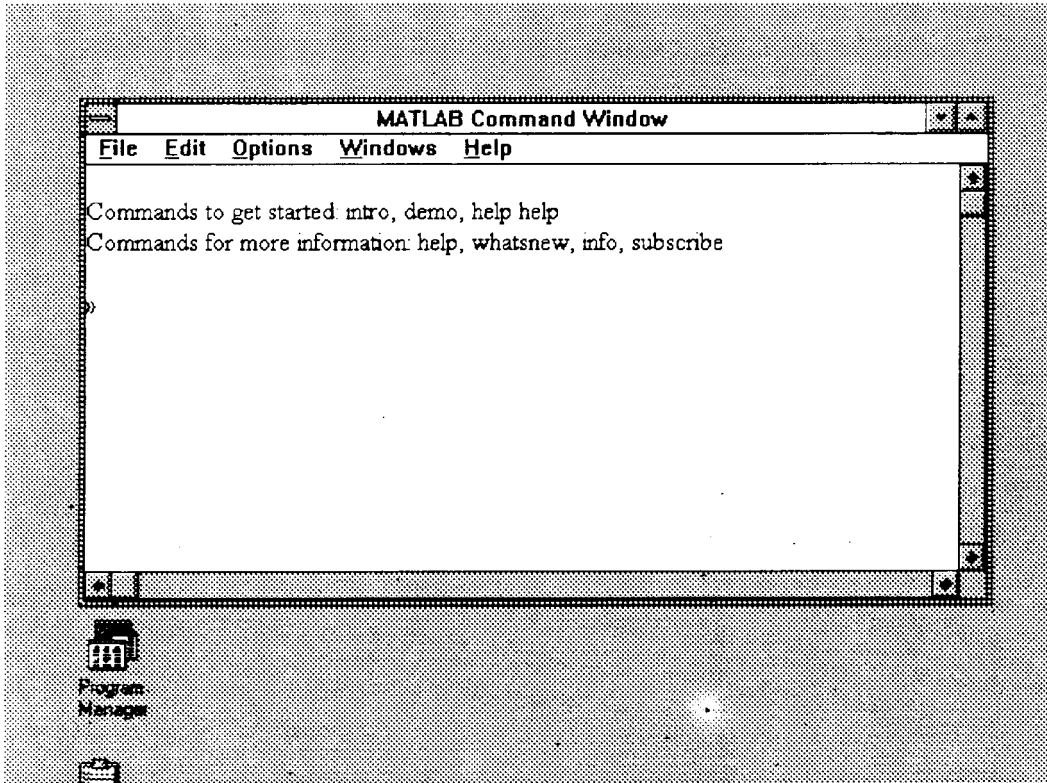 MATLAB Command Window
File Edit Options Windows Help
Commands to get started: intro, demo, help help
Commands for more information: help, whatsnew, info, subscribe
»
Program
Manager